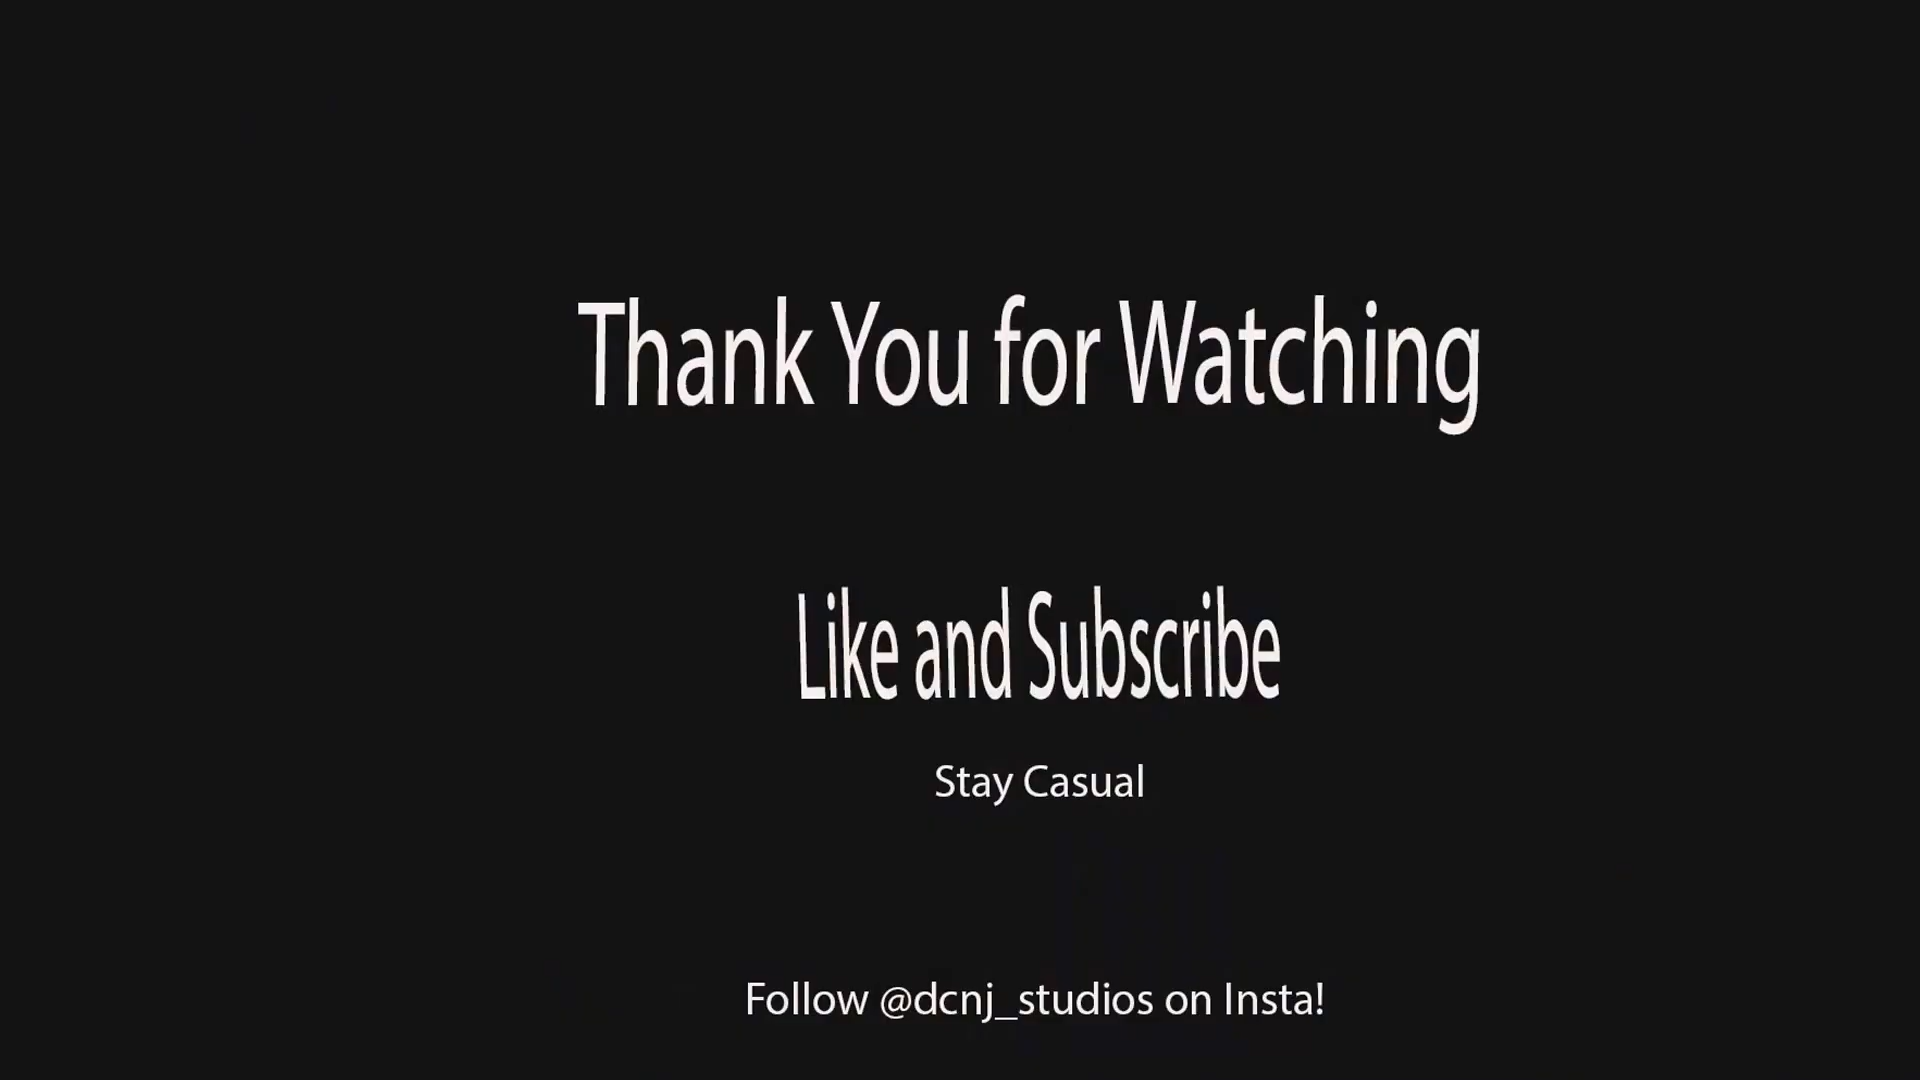 Thank You for Watching
Like and Subscribe
Stay Casual
Follow @dcnj_studios on Insta!